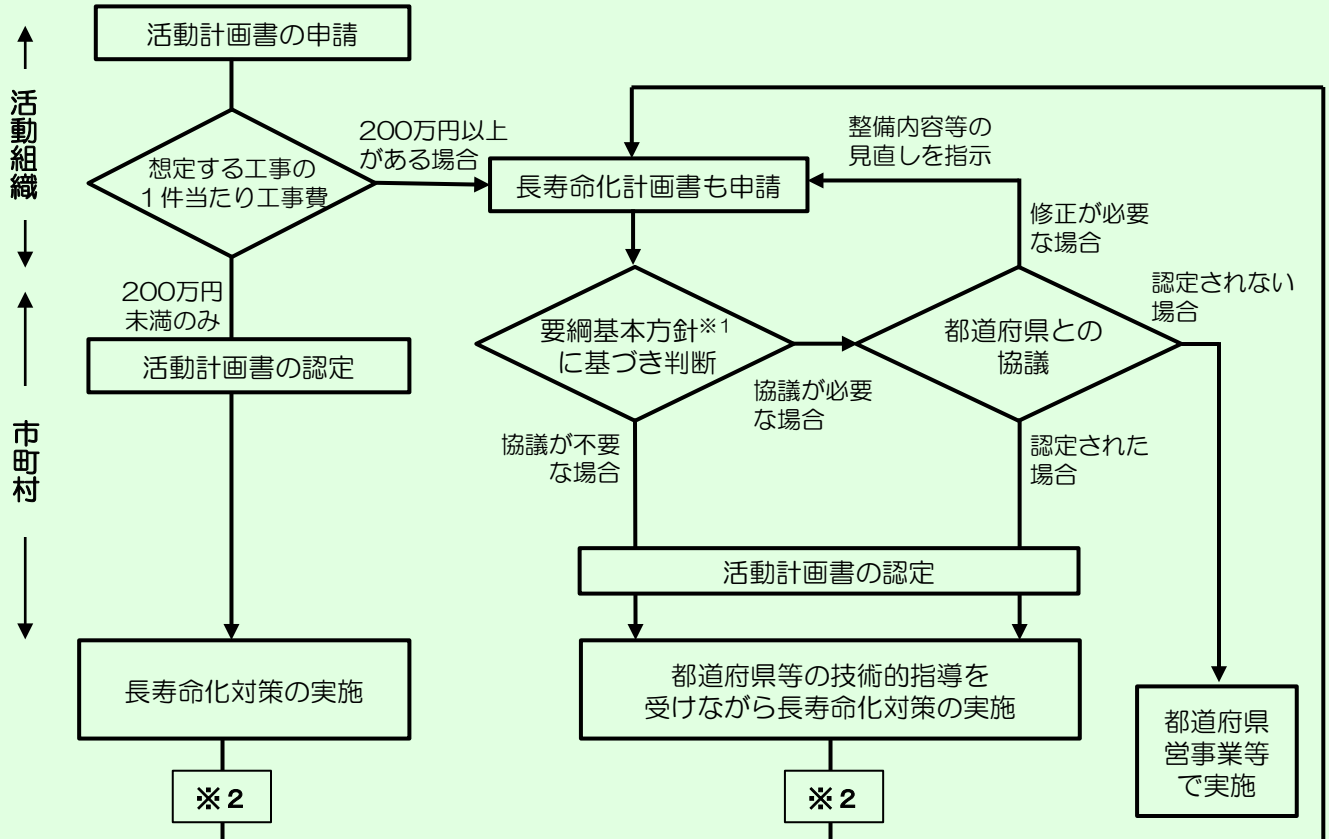 活動計画書の申請
活動組織
想定する工事の
１件当たり工事費
200万円以上
がある場合
長寿命化計画書も申請
整備内容等の
見直しを指示
修正が必要
な場合
200万円
未満のみ
市町村
活動計画書の認定
要綱基本方針※1
に基づき判断
協議が必要
な場合
都道府県との
協議
認定されない
場合
協議が不要
な場合
認定された
場合
活動計画書の認定
長寿命化対策の実施
都道府県等の技術的指導を
受けながら長寿命化対策の実施
都道府県
営事業等
で実施
※２
※２